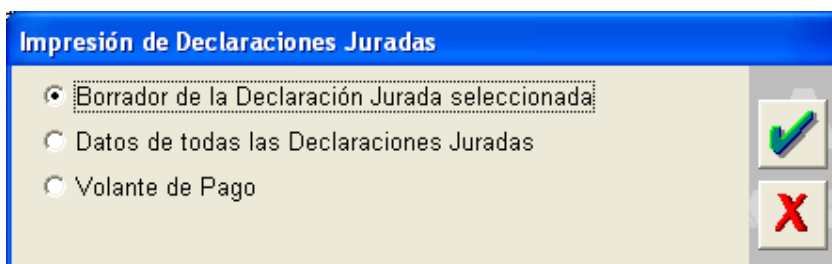 Impresión de Declaraciones Juradas
Borrador de la Declaración Jurada seleccionada
Datos de todas las Declaraciones Juradas
Volante de Pago